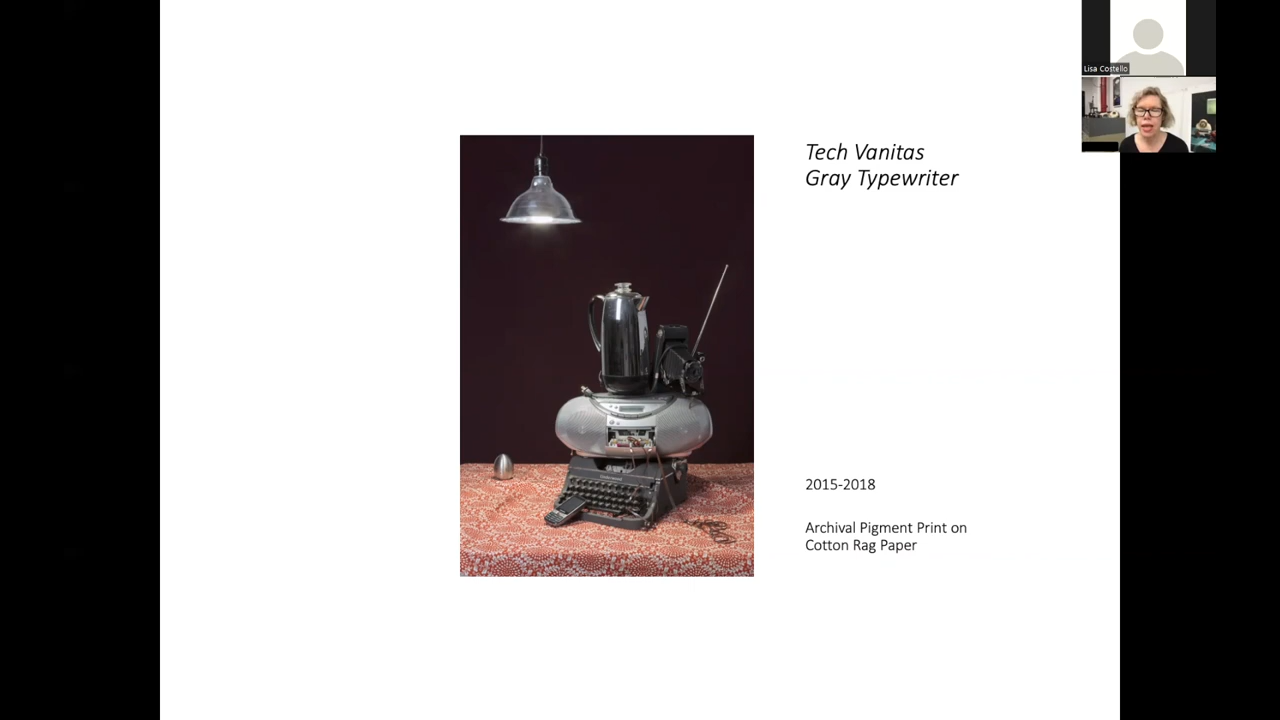 Lisa Costello
Tech Vanitas
Gray Typewriter
2015-2018
Archival Pigment Print on
Cotton Rag Paper